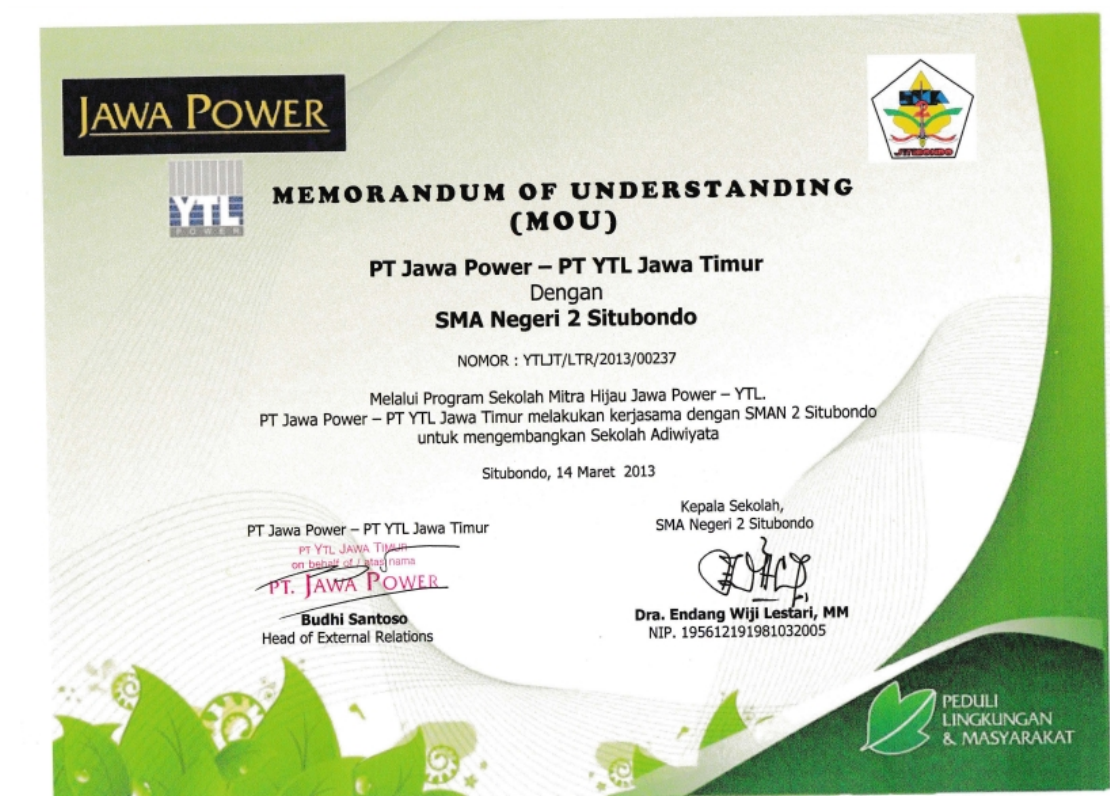 JAWA POWER
YTL
POWER
SITUBONDO
MEMORANDUM OF UNDERSTANDING
(MOU)
PT Jawa Power – PT YTL Jawa Timur
Dengan
SMA Negeri 2 Situbondo
NOMOR : YTLJT/LTR/2013/00237
Melalui Program Sekolah Mitra Hijau Jawa Power – YTL.
PT Jawa Power – PT YTL Jawa Timur melakukan kerjasama dengan SMAN 2 Situbondo
untuk mengembangkan Sekolah Adiwiyata
Situbondo, 14 Maret 2013
PT Jawa Power – PT YTL Jawa Timur
PT YTL JAWA TIMUR
on behalf of / atas nama
PT. JAWA POWER
Budhi Santoso
Head of External Relations
Kepala Sekolah,
SMA Negeri 2 Situbondo
Dra. Endang Wiji Lestari, MM
NIP. 195612191981032005
PEDULI
LINGKUNGAN
& MASYARAKAT